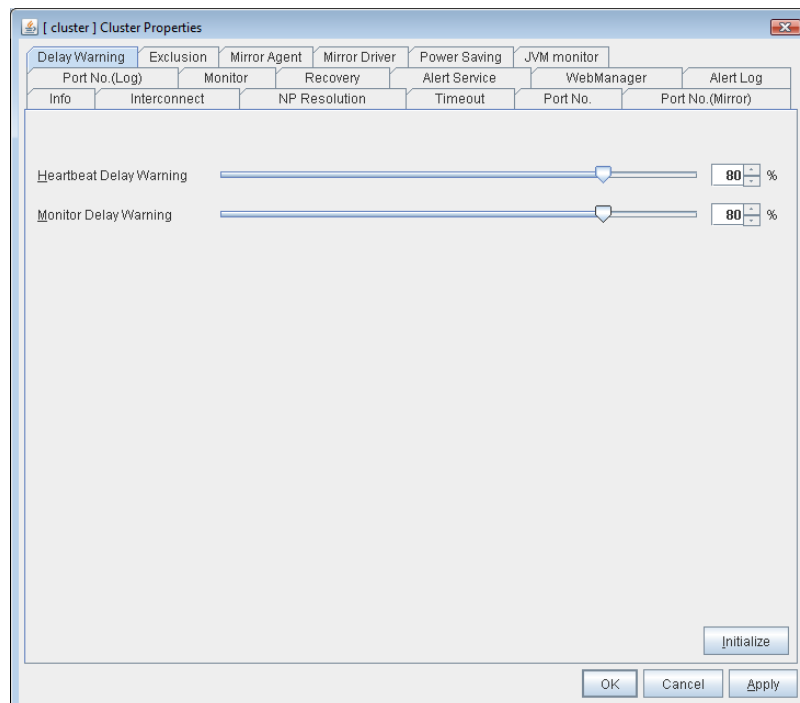 [ cluster ] Cluster Properties
Delay Warning Exclusion Mirror Agent Mirror Driver Power Saving JVM monitor
Port No.(Log) Monitor Recovery Alert Service WebManager Alert Log
Info Interconnect NP Resolution Timeout Port No. Port No.(Mirror)
Heartbeat Delay Warning 80 %
Monitor Delay Warning 80 %
Initialize
OK Cancel Apply